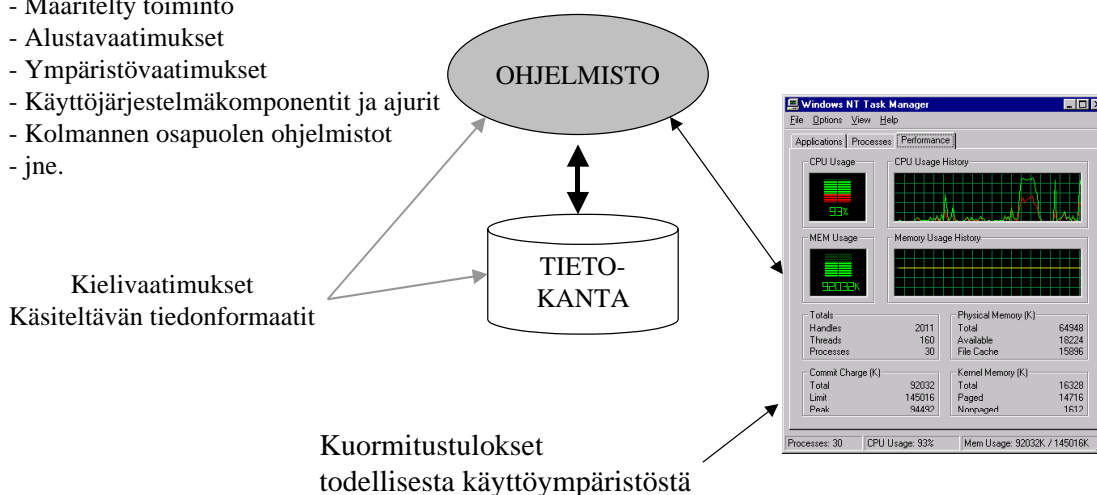 - Määritelty toiminto
- Alustavaatimukset
- Ympäristövaatimukset
- Käyttöjärjestelmäkomponentit ja ajurit
- Kolmannen osapuolen ohjelmistot
- jne.
OHJELMISTO
TIETO-
KANTA
Kielivaatimukset
Käsiteltävän tiedonformaatit
Kuormitustulokset
todellisesta käyttöympäristöstä
Windows NT Task Manager
File Options View Help
Applications Processes Performance
CPU Usage CPU Usage History
93%
MEM Usage Memory Usage History
92032K
Totals
Handles 2011
Threads 160
Processes 30
Physical Memory (K)
Total 64948
Available 18224
File Cache 15896
Commit Charge (K)
Total 92032
Limit 145016
Peak 94492
Kernel Memory (K)
Total 16328
Paged 14716
Nonpaged 1612
Processes: 30 CPU Usage: 93% Mem Usage: 92032K / 145016K